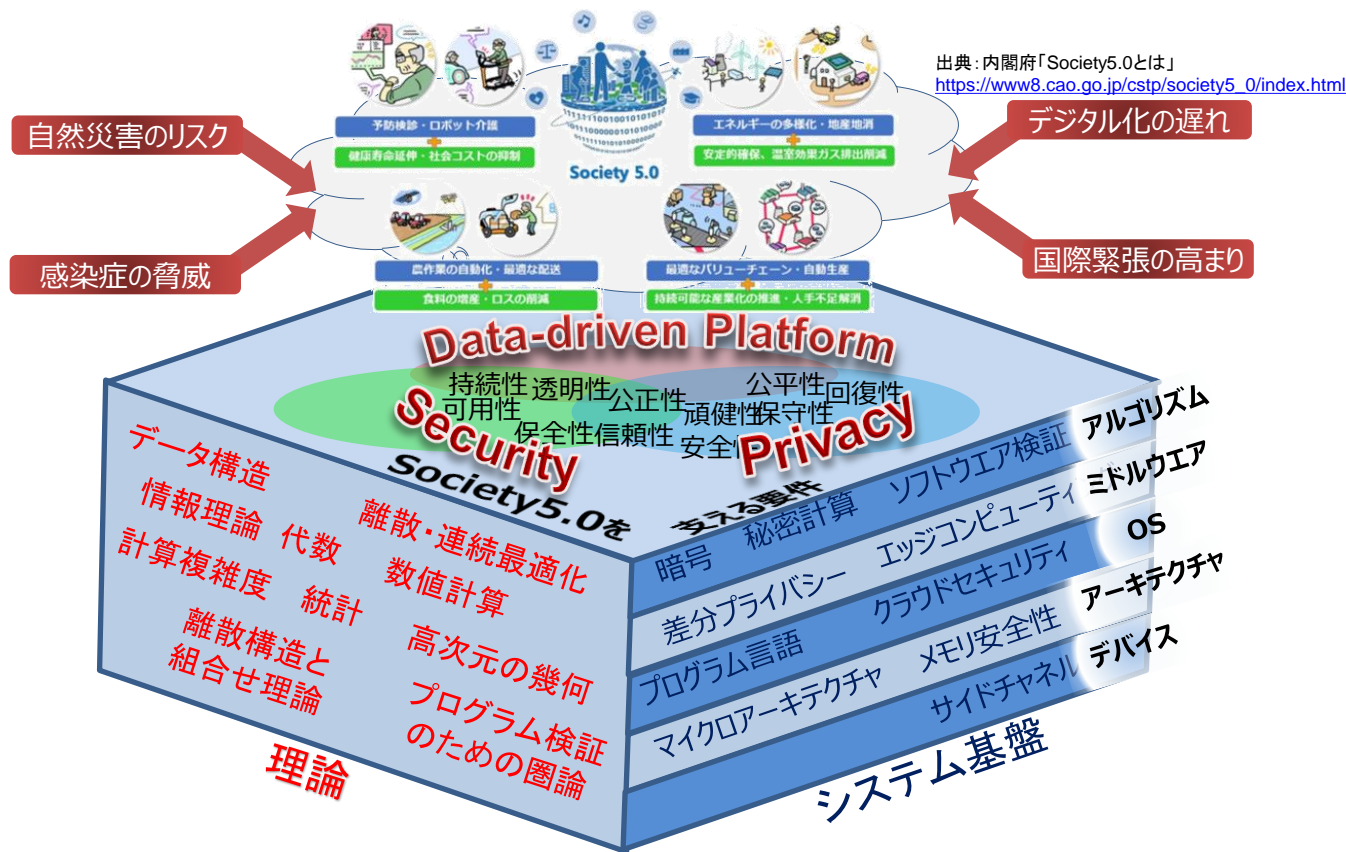 出典：内閣府「Society5.0とは」
https://www8.cao.go.jp/cstp/society5_0/index.html
自然災害のリスク
デジタル化の遅れ
感染症の脅威
国際緊張の高まり
予防検診・ロボット介護
健康寿命延伸・社会コストの抑制
Society 5.0
エネルギーの多様化・地産地消
安定的確保、温室効果ガス排出削減
農作業の自動化・最適な配送
食料の増産・ロスの削減
最適なバリューチェーン・自動生産
持続可能な産業化の推進・人手不足解消
Data-driven Platform
持続性 透明性 公平性 回復性
可用性 公正性 頑健性 保守性
保全性 信頼性
Security
Privacy
Society5.0を
支える要件
データ構造
情報理論 代数
離散・連続最適化
計算複雑度 統計
数値計算
離散構造と
組合せ理論
高次元の幾何
プログラム検証
のための圏論
理論
暗号 秘密計算 ソフトウエア検証 アルゴリズム
差分プライバシー エッジコンピューティ ミドルウエア
プログラム言語 クラウドセキュリティ OS
マイクロアーキテクチャ メモリ安全性 アーキテクチャ
サイドチャネル デバイス
システム基盤